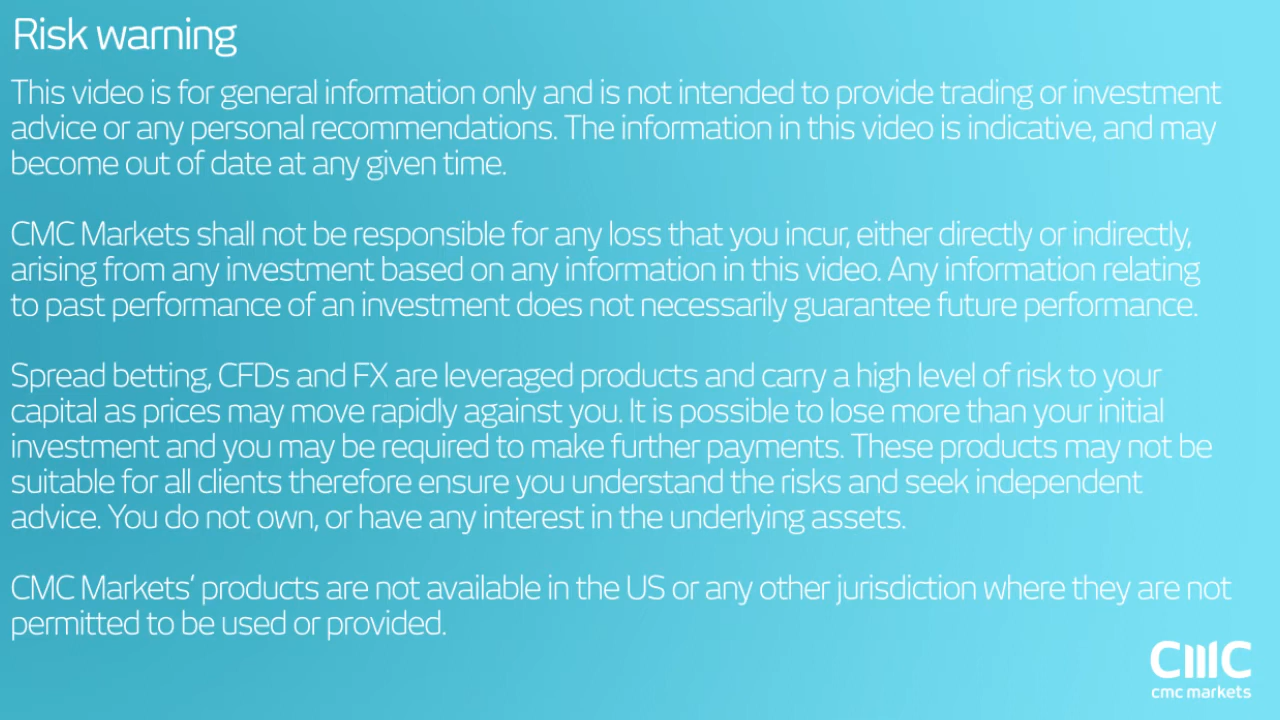 Risk warning
This video is for general information only and is not intended to provide trading or investment
advice or any personal recommendations. The information in this video is indicative, and may
become out of date at any given time.
CMC Markets shall not be responsible for any loss that you incur, either directly or indirectly,
arising from any investment based on any information in this video. Any information relating
to past performance of an investment does not necessarily guarantee future performance.
Spread betting, CFDs and FX are leveraged products and carry a high level of risk to your
capital as prices may move rapidly against you. It is possible to lose more than your initial
investment and you may be required to make further payments. These products may not be
suitable for all clients therefore ensure you understand the risks and seek independent
advice. You do not own, or have any interest in the underlying assets.
CMC Markets’ products are not available in the US or any other jurisdiction where they are not
permitted to be used or provided.
CMC
cmc markets